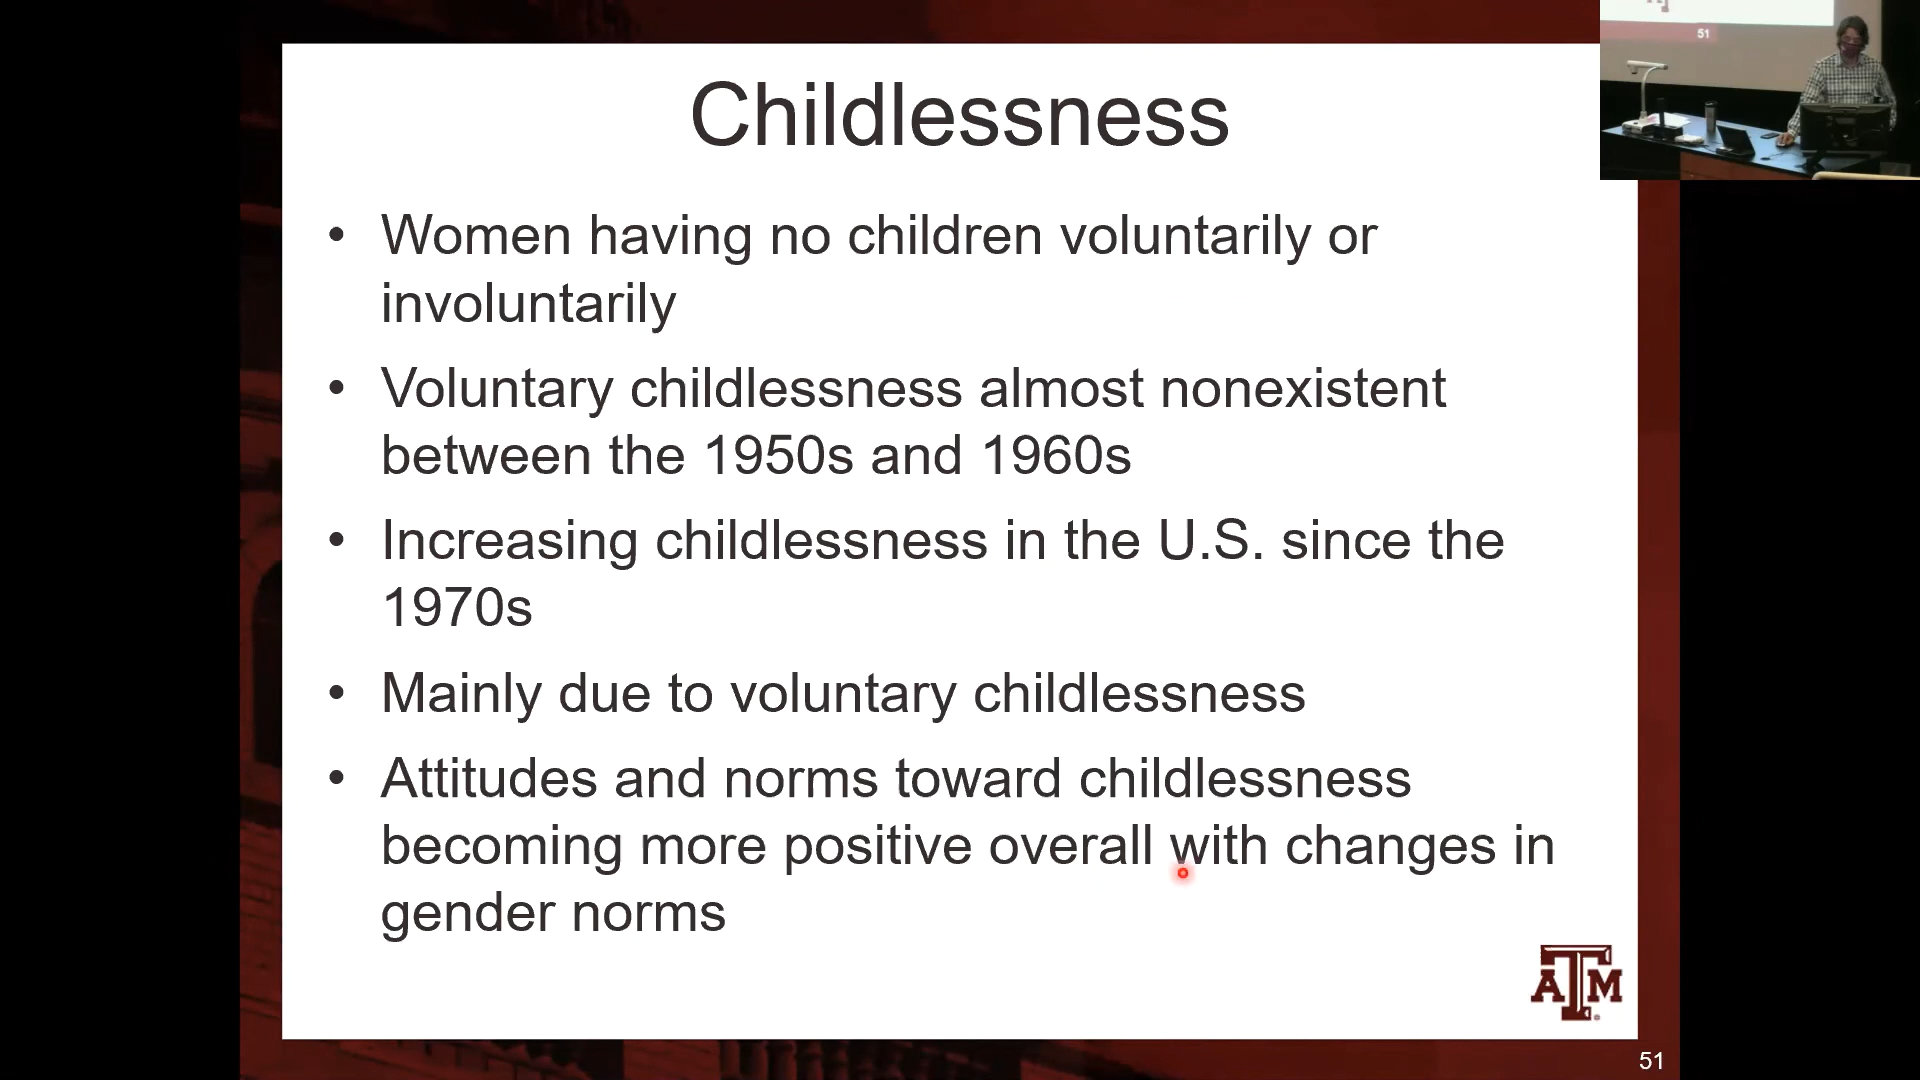 Childlessness
• Women having no children voluntarily or
involuntarily
• Voluntary childlessness almost nonexistent
between the 1950s and 1960s
• Increasing childlessness in the U.S. since the
1970s
• Mainly due to voluntary childlessness
• Attitudes and norms toward childlessness
becoming more positive overall with changes in
gender norms
ATM
51
51